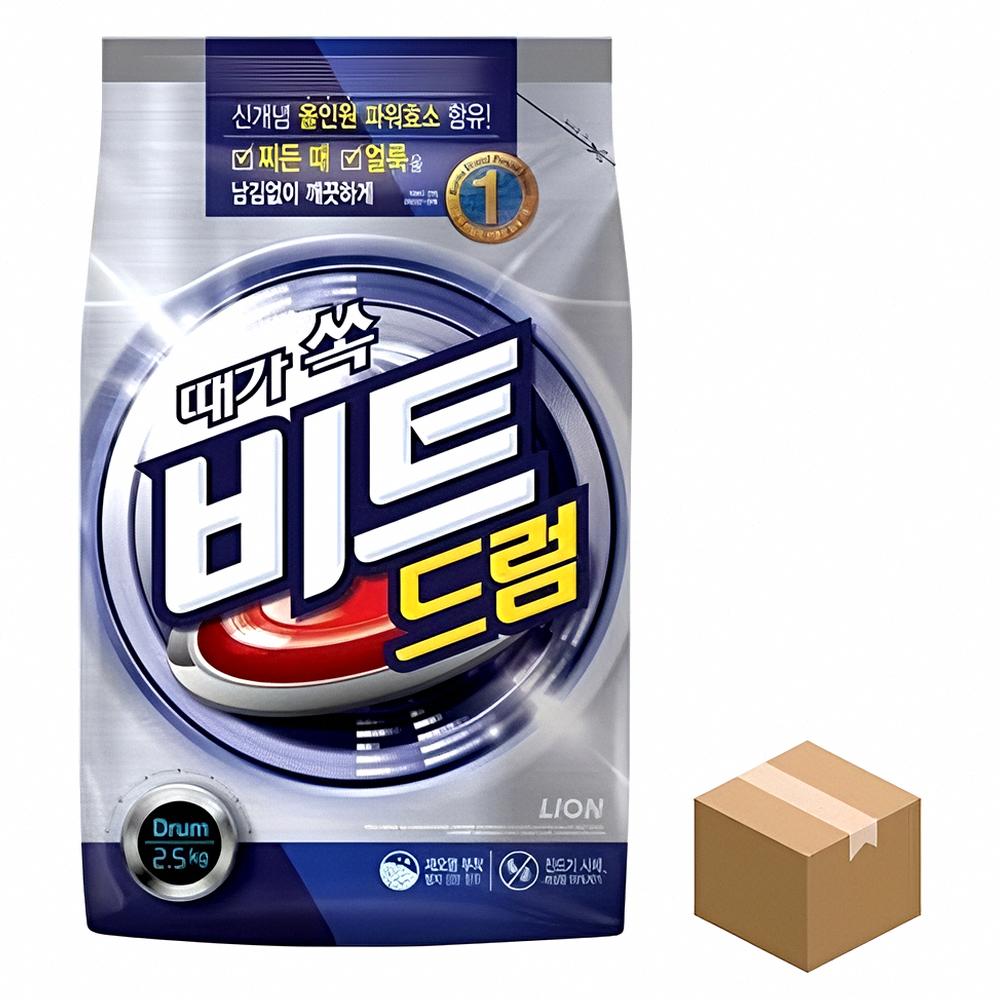 신개념 올인원 파워효소 함유!
☑ 찌든 때 ☑ 얼룩을
남김없이 깨끗하게
1
때가 쏙
비트
드럼
LION
Drum
2.5kg